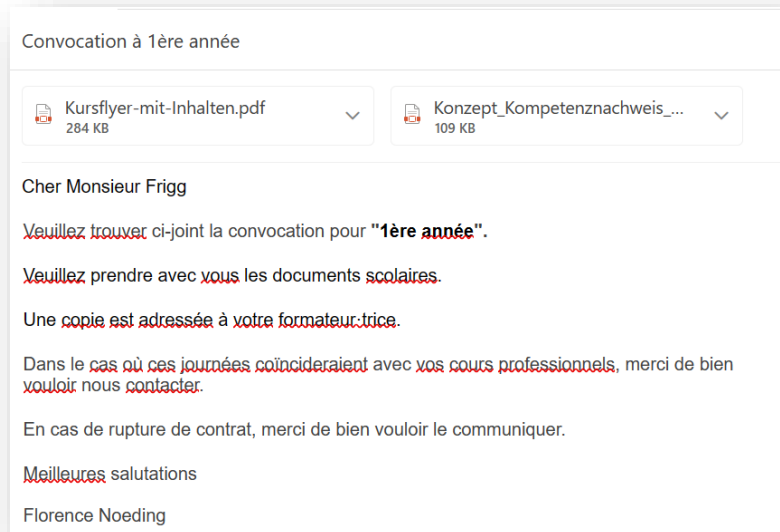 Convocation à 1ère année
Kursflyer-mit-Inhalten.pdf
284 KB
Konzept_Kompetenznachweis_...
109 KB
Cher Monsieur Frigg
Veuillez trouver ci-joint la convocation pour "1ère année".
Veuillez prendre avec vous les documents scolaires.
Une copie est adressée à votre formateur·trice.
Dans le cas où ces journées coïncideraient avec vos cours professionnels, merci de bien
vouloir nous contacter.
En cas de rupture de contrat, merci de bien vouloir le communiquer.
Meilleures salutations
Florence Noeding